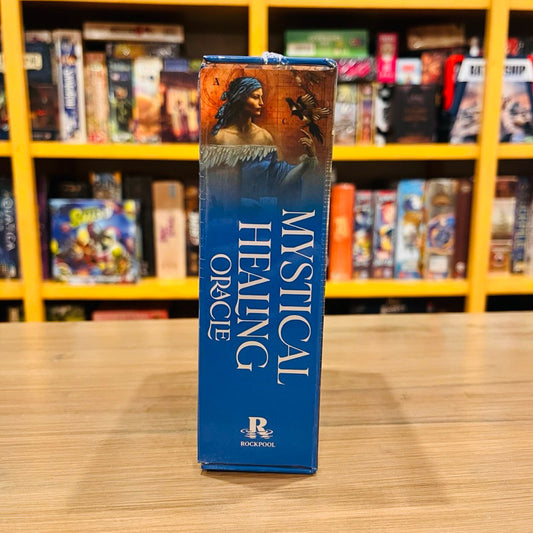 MYSTICAL
HEALING
ORACLE
R
ROCKPOOL